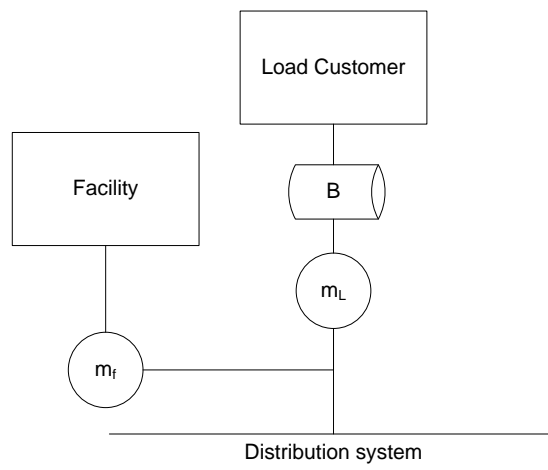 Load Customer
Facility
B
mL
mf
Distribution system